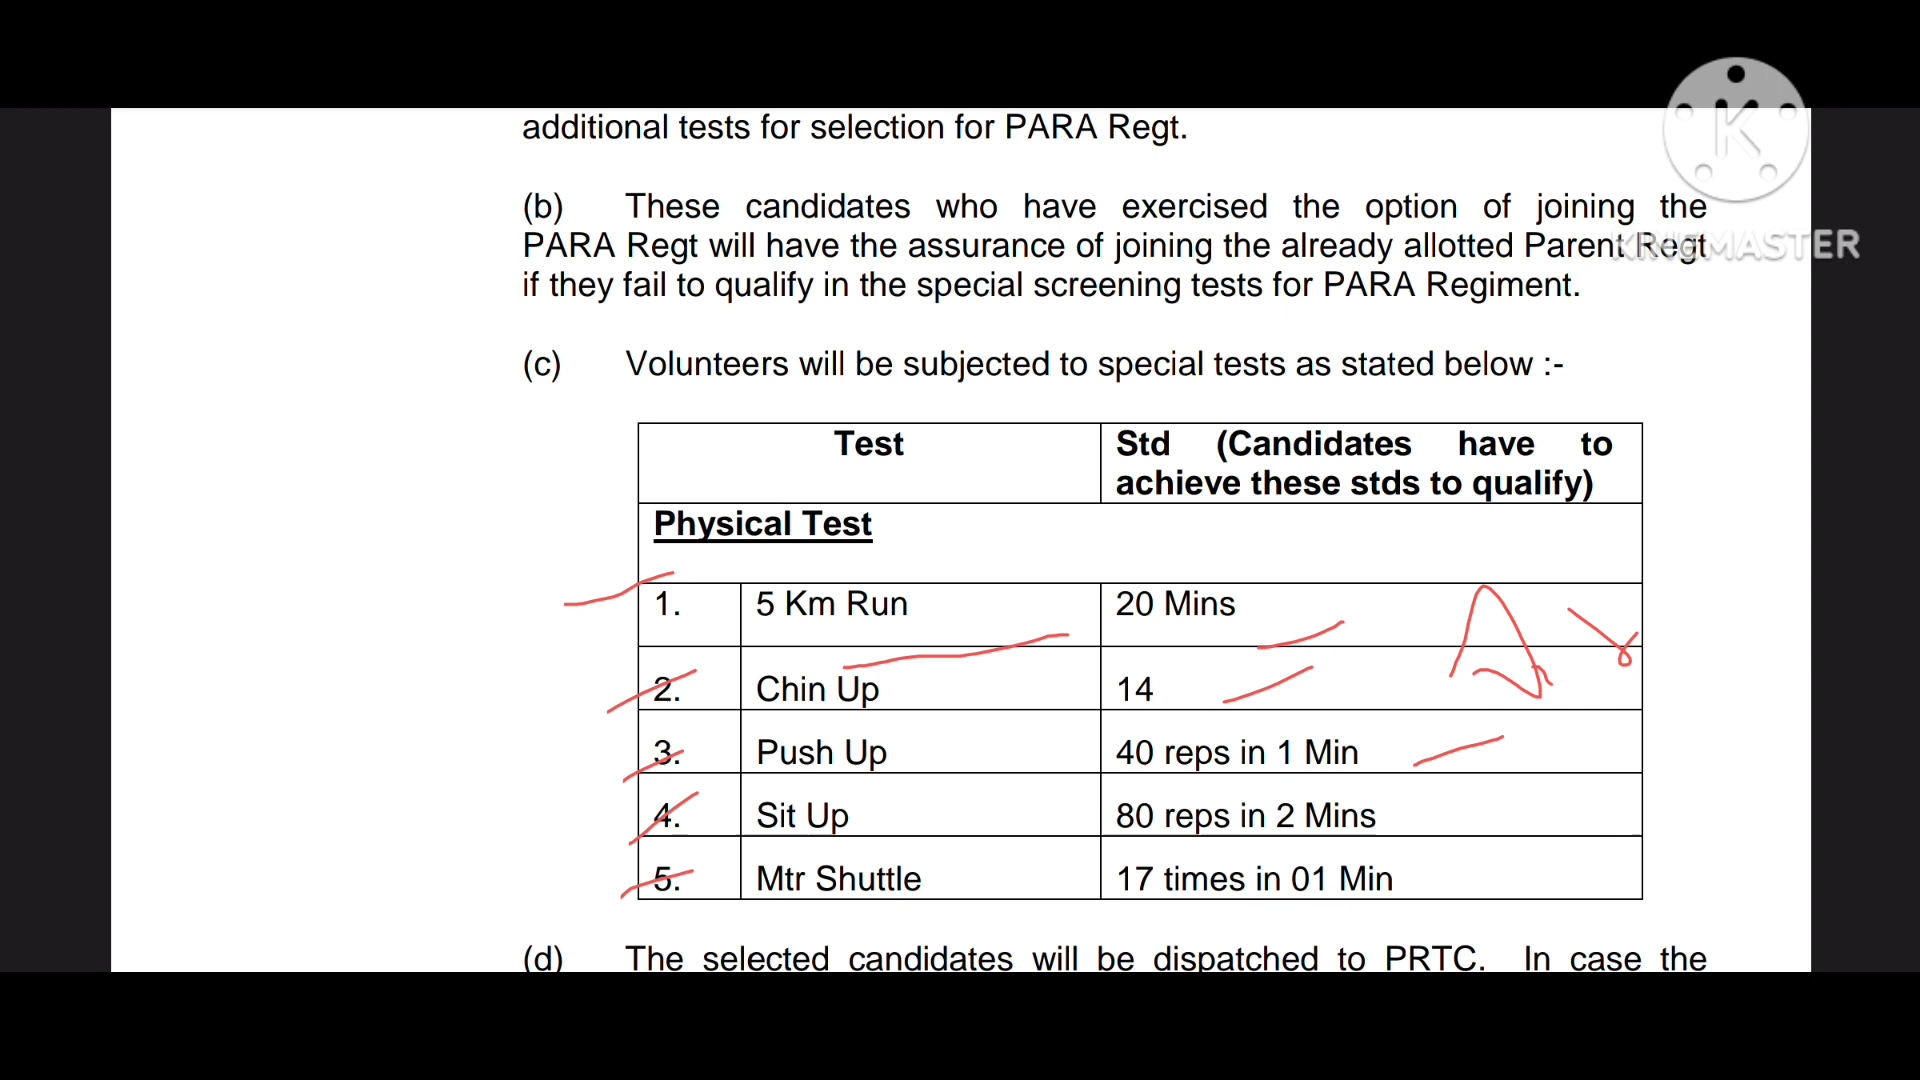 additional tests for selection for PARA Regt.
(b) These candidates who have exercised the option of joining the
PARA Regt will have the assurance of joining the already allotted Parent Regt
if they fail to qualify in the special screening tests for PARA Regiment.
(c) Volunteers will be subjected to special tests as stated below :-
Test Std (Candidates have to
achieve these stds to qualify)
Physical Test
1. 5 Km Run 20 Mins
2. Chin Up 14
3. Push Up 40 reps in 1 Min
4. Sit Up 80 reps in 2 Mins
5. Mtr Shuttle 17 times in 01 Min
(d) The selected candidates will be dispatched to PRTC. In case the
K
KINEMASTER